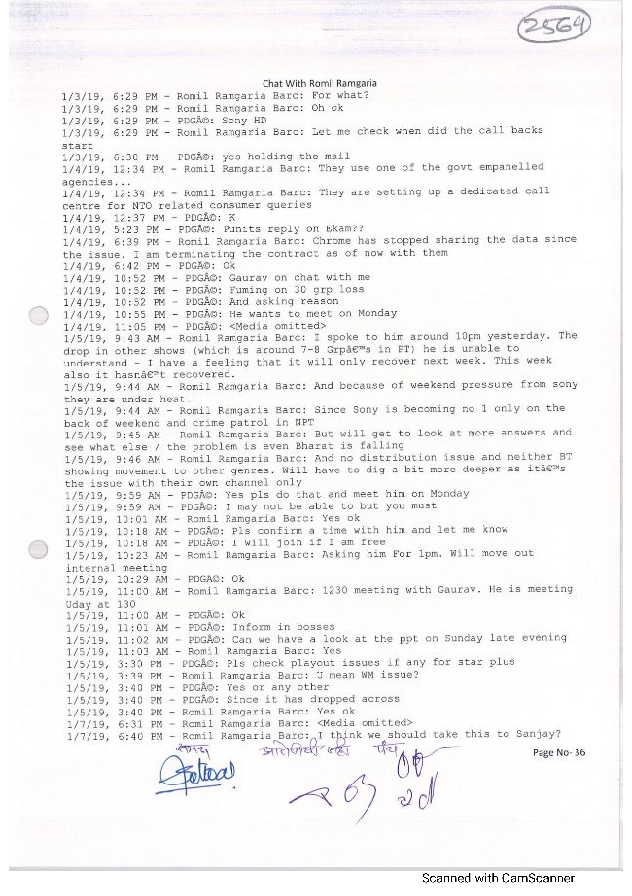 2564
Chat With Romil Ramgaria
1/3/19, 6:29 PM - Romil Ramgaria Barc: For what?
1/3/19, 6:29 PM - Romil Ramgaria Barc: Oh ok
1/3/19, 6:29 PM - PDGÂ©: Sony HD
1/3/19, 6:29 PM - Romil Ramgaria Barc: Let me check when did the call backs
start
1/3/19, 6:30 PM - PDGÂ©: yes holding the mail
1/4/19, 12:34 PM - Romil Ramgaria Barc: They use one of the govt empanelled
agencies...
1/4/19, 12:34 PM - Romil Ramgaria Barc: They are setting up a dedicated call
centre for NTO related consumer queries
1/4/19, 12:37 PM - PDGÂ©: K
1/4/19, 5:23 PM - PDGÂ©: Punits reply on Ekam??
1/4/19, 6:39 PM - Romil Ramgaria Barc: Chrome has stopped sharing the data since
the issue. I am terminating the contract as of now with them
1/4/19, 6:42 PM - PDGÂ©: Ok
1/4/19, 10:52 PM - PDGÂ©: Gaurav on chat with me
1/4/19, 10:52 PM - PDGÂ©: Fuming on 30 grp loss
1/4/19, 10:52 PM - PDGÂ©: And asking reason
1/4/19, 10:55 PM - PDGÂ©: He wants to meet on Monday
1/4/19, 11:05 PM - PDGÂ©: <Media omitted>
1/5/19, 9:43 AM - Romil Ramgaria Barc: I spoke to him around 10pm yesterday. The
drop in other shows (which is around 7-8 Grpâ€™s in PT) he is unable to
understand - I have a feeling that it will only recover next week. This week
also it hasnâ€™t recovered.
1/5/19, 9:44 AM - Romil Ramgaria Barc: And because of weekend pressure from sony
they are under heat.
1/5/19, 9:44 AM - Romil Ramgaria Barc: Since Sony is becoming no 1 only on the
back of weekend and crime patrol in NPT
1/5/19, 9:45 AM - Romil Ramgaria Barc: But will get to look at more answers and
see what else / the problem is even Bharat is falling
1/5/19, 9:46 AM - Romil Ramgaria Barc: And no distribution issue and neither BT
showing movement to other genres. Will have to dig a bit more deeper as itâ€™s
the issue with their own channel only
1/5/19, 9:59 AM - PDGÂ©: Yes pls do that and meet him on Monday
1/5/19, 9:59 AM - PDGÂ©: I may not be able to but you must
1/5/19, 10:01 AM - Romil Ramgaria Barc: Yes ok
1/5/19, 10:18 AM - PDGÂ©: Pls confirm a time with him and let me know
1/5/19, 10:18 AM - PDGÂ©: I will join if I am free
1/5/19, 10:23 AM - Romil Ramgaria Barc: Asking him For 1pm. Will move out
internal meeting
1/5/19, 10:29 AM - PDGÂ©: Ok
1/5/19, 11:00 AM - Romil Ramgaria Barc: 1230 meeting with Gaurav. He is meeting
Uday at 130
1/5/19, 11:00 AM - PDGÂ©: Ok
1/5/19, 11:01 AM - PDGÂ©: Inform in bosses
1/5/19, 11:02 AM - PDGÂ©: Can we have a look at the ppt on Sunday late evening
1/5/19, 11:03 AM - Romil Ramgaria Barc: Yes
1/5/19, 3:30 PM - PDGÂ©: Pls check playout issues if any for star plus
1/5/19, 3:39 PM - Romil Ramgaria Barc: U mean WM issue?
1/5/19, 3:40 PM - PDGÂ©: Yes or any other
1/5/19, 3:40 PM - PDGÂ©: Since it has dropped across
1/5/19, 3:40 PM - Romil Ramgaria Barc: Yes ok
1/7/19, 6:31 PM - Romil Ramgaria Barc: <Media omitted>
1/7/19, 6:40 PM - Romil Ramgaria Barc: I think we should take this to Sanjay?
पंच
Page No- 36
Scanned with CamScanner